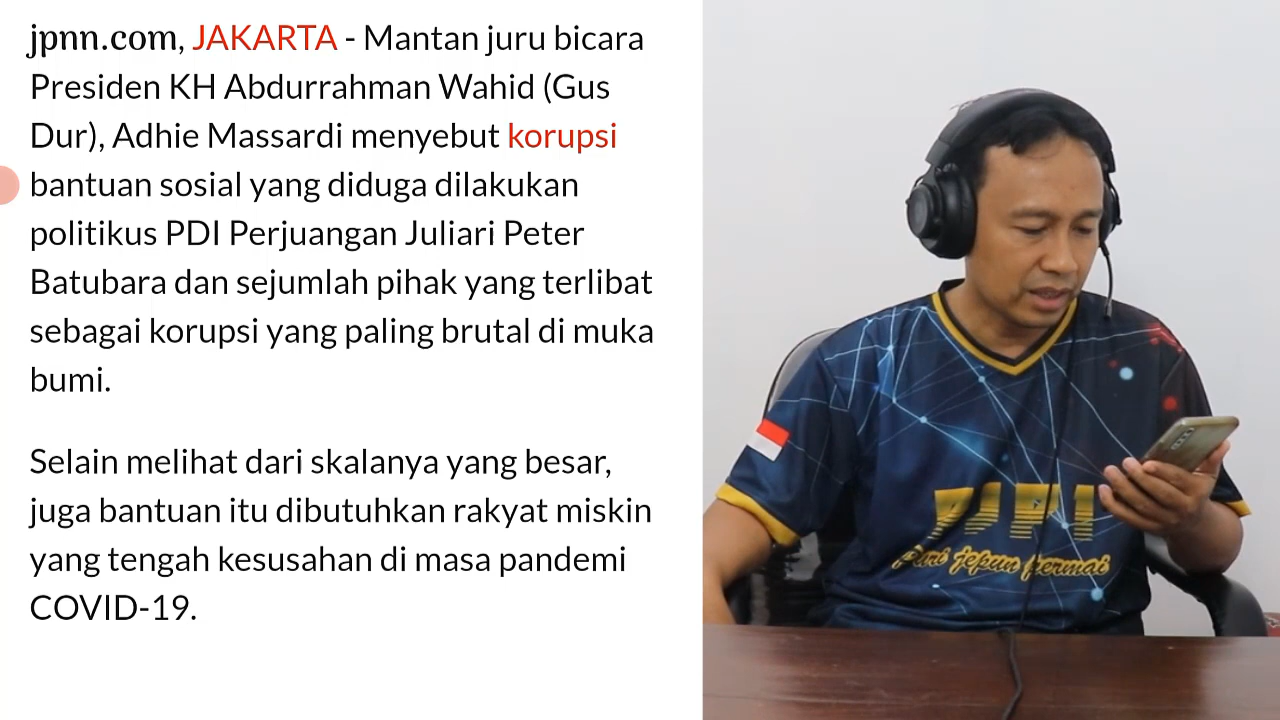 jpnn.com, JAKARTA - Mantan juru bicara
Presiden KH Abdurrahman Wahid (Gus
Dur), Adhie Massardi menyebut korupsi
bantuan sosial yang diduga dilakukan
politikus PDI Perjuangan Juliari Peter
Batubara dan sejumlah pihak yang terlibat
sebagai korupsi yang paling brutal di muka
bumi.
Selain melihat dari skalanya yang besar,
juga bantuan itu dibutuhkan rakyat miskin
yang tengah kesusahan di masa pandemi
COVID-19.
jepun permai